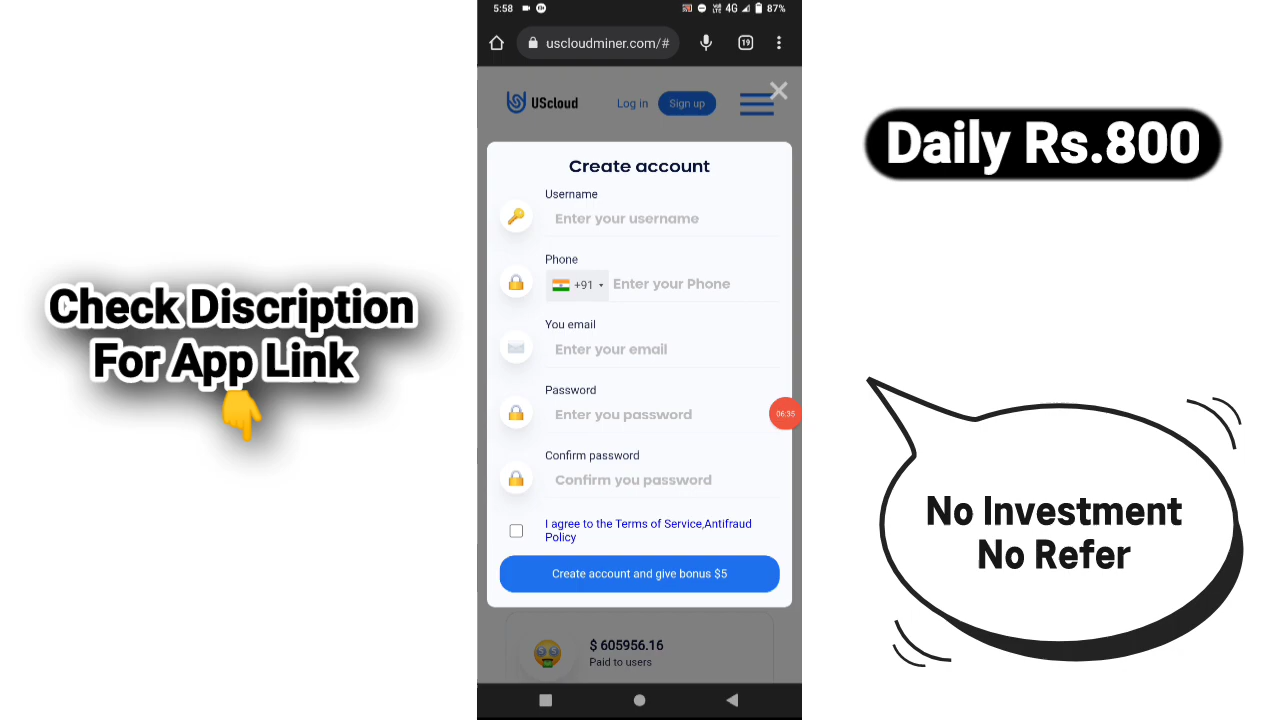 5:58
4G
87%
uscloudminer.com/#
19
UScloud
Log in
Sign up
Create account
Username
Enter your username
Phone
+91
Enter your Phone
You email
Enter your email
Password
Enter you password
06:35
Confirm password
Confirm you password
I agree to the Terms of Service,Antifraud
Policy
Create account and give bonus $5
$ 605956.16
Paid to users
Check Discription
For App Link
Daily Rs.800
No Investment
No Refer